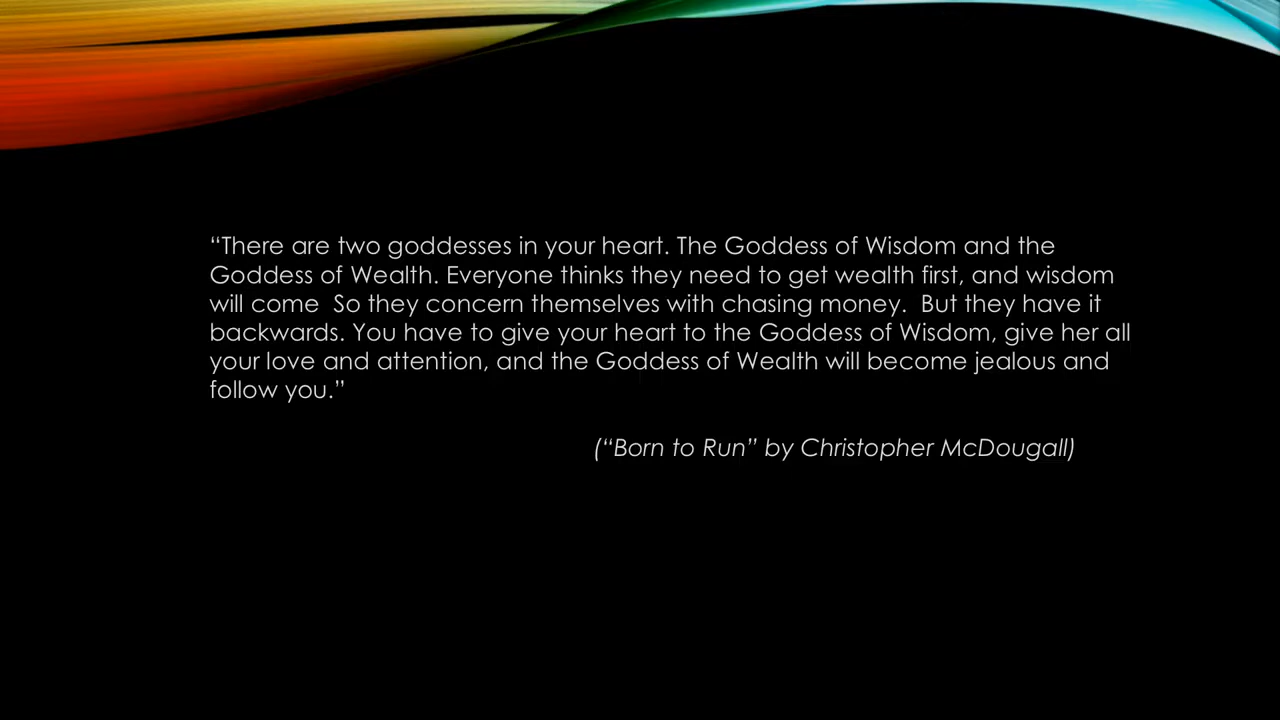 “There are two goddesses in your heart. The Goddess of Wisdom and the
Goddess of Wealth. Everyone thinks they need to get wealth first, and wisdom
will come  So they concern themselves with chasing money.  But they have it
backwards. You have to give your heart to the Goddess of Wisdom, give her all
your love and attention, and the Goddess of Wealth will become jealous and
follow you.”
(“Born to Run” by Christopher McDougall)